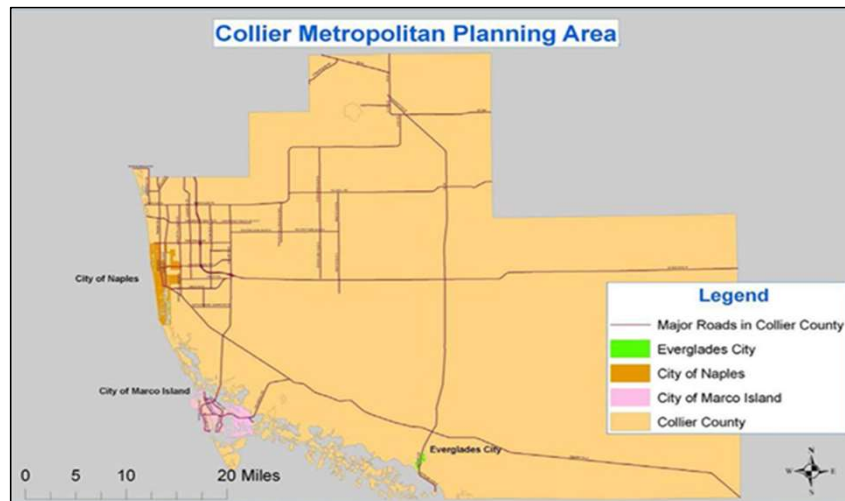 Collier Metropolitan Planning Area
City of Naples
City of Marco Island
Everglades City
Legend
Major Roads in Collier County
Everglades City
City of Naples
City of Marco Island
Collier County
0 5 10 20 Miles
N
W E
S